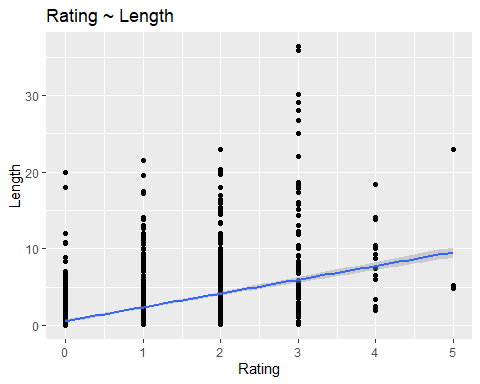 Rating ~ Length
Length
30
20
10
0
0 1 2 3 4 5
Rating